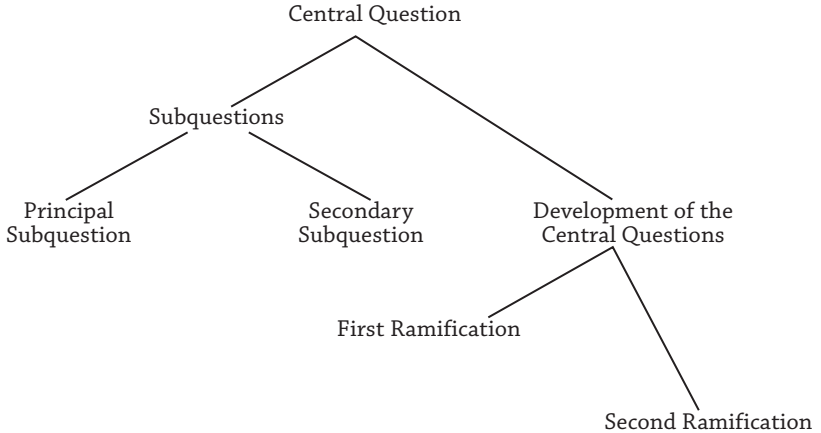 Central Question
Subquestions
Principal
Subquestion
Secondary
Subquestion
Development of the
Central Questions
First Ramification
Second Ramification